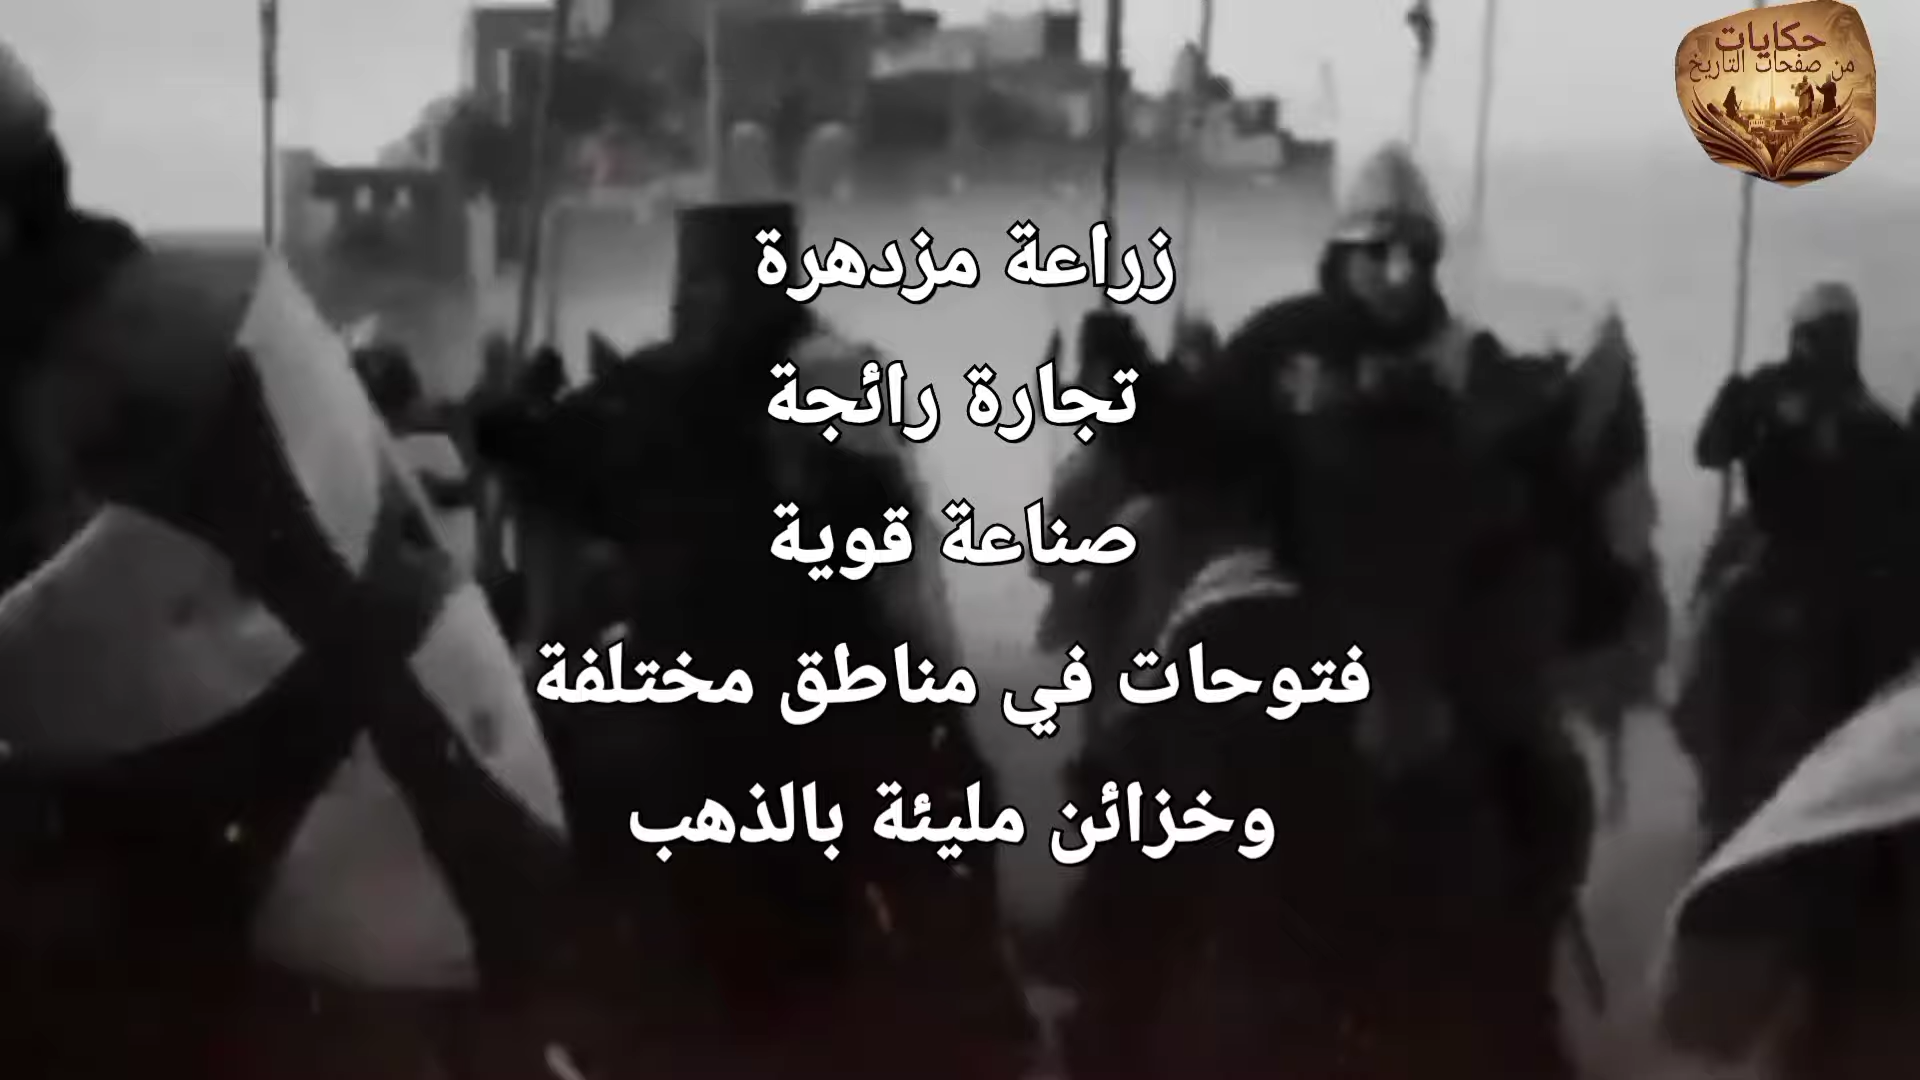 حكايات
من صفحات التاريخ
زراعة مزدهرة
تجارة رائجة
صناعة قوية
فتوحات في مناطق مختلفة
وخزائن مليئة بالذهب